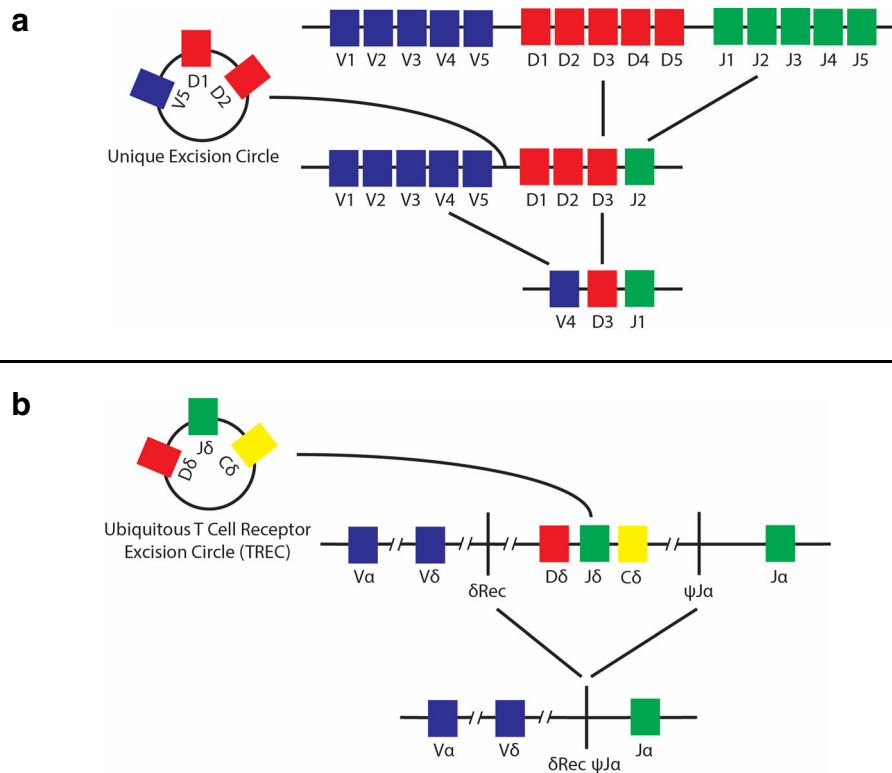 a
V1 V2 V3 V4 V5 D1 D2 D3 D4 D5 J1 J2 J3 J4 J5
V5 D1 D2
Unique Excision Circle
V1 V2 V3 V4 V5 D1 D2 D3 J2
V4 D3 J1
b
Dδ Jδ Cδ
Ubiquitous T Cell Receptor
Excision Circle (TREC)
Vα Vδ δRec Dδ Jδ Cδ ψJα Jα
Vα Vδ δRec ψJα Jα